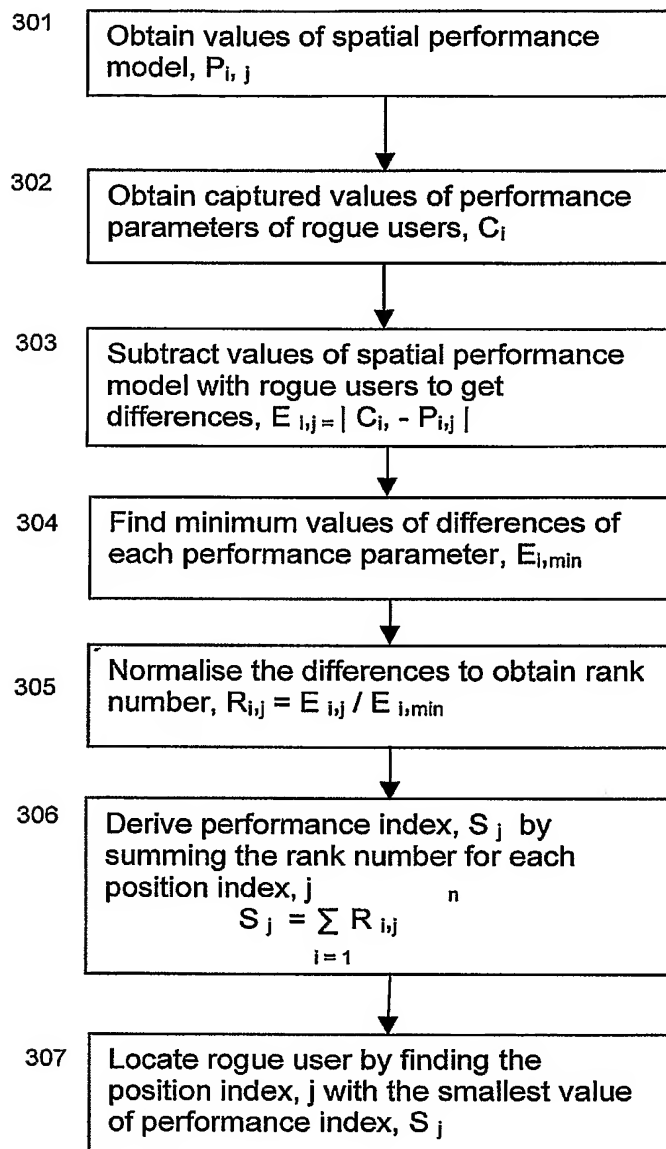 301
Obtain values of spatial performance
model, Pi, j
302
Obtain captured values of performance
parameters of rogue users, Ci
303
Subtract values of spatial performance
model with rogue users to get
differences, E i,j = | Ci, - Pi,j |
304
Find minimum values of differences of
each performance parameter, Ei,min
305
Normalise the differences to obtain rank
number, Ri,j = E i,j / E i,min
306
Derive performance index, S j by
summing the rank number for each
position index, j
n
S j = ∑ R i,j
i = 1
307
Locate rogue user by finding the
position index, j with the smallest value
of performance index, S j